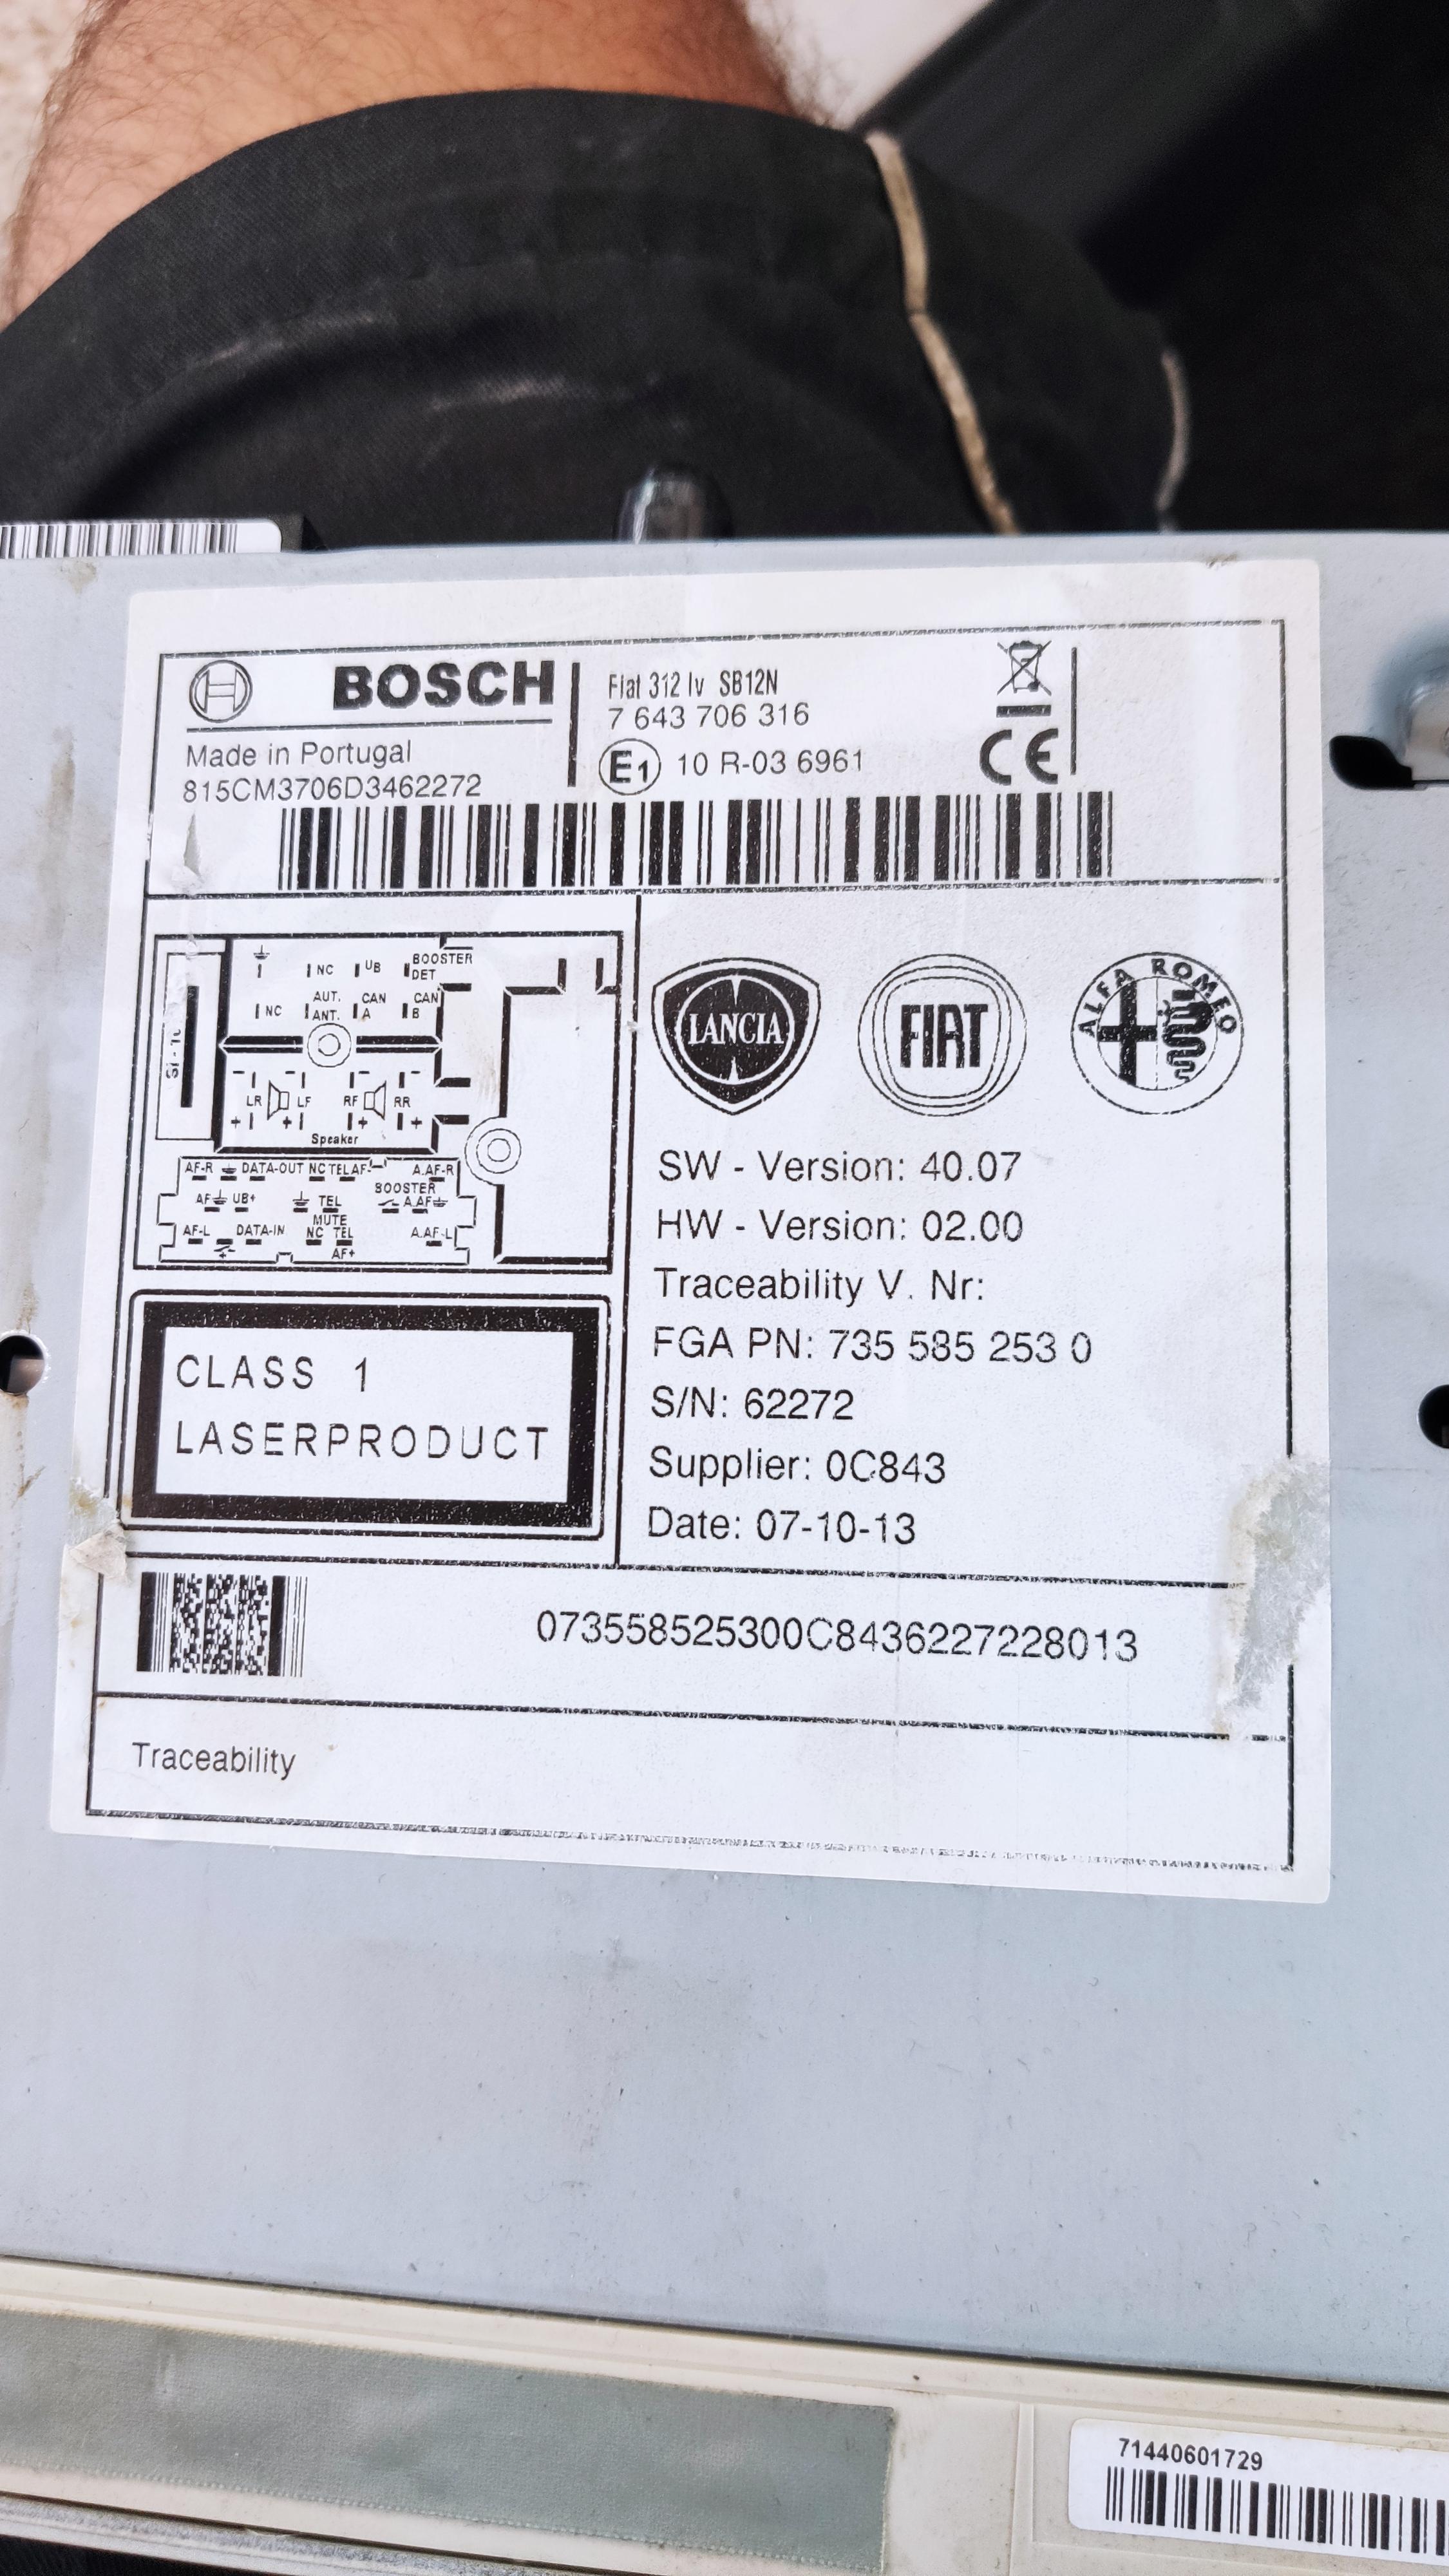 BOSCH
Made in Portugal
815CM3706D3462272
Fiat 312 lv SB12N
7 643 706 316
E1 10 R-03 6961
CE
NC UB BOOSTER DET
NC AUT. ANT. CAN A CAN B
LR LF RF RR
Speaker
AF-R DATA-OUT NC TEL AF- A.AF-R
AF UB+ TEL MUTE BOOSTER A.AF
AF-L DATA-IN NC TEL AF+ A.AF-L
CLASS 1
LASERPRODUCT
LANCIA
FIAT
ALFA ROMEO
SW - Version: 40.07
HW - Version: 02.00
Traceability V. Nr:
FGA PN: 735 585 253 0
S/N: 62272
Supplier: 0C843
Date: 07-10-13
073558525300C8436227228013
Traceability
71440601729